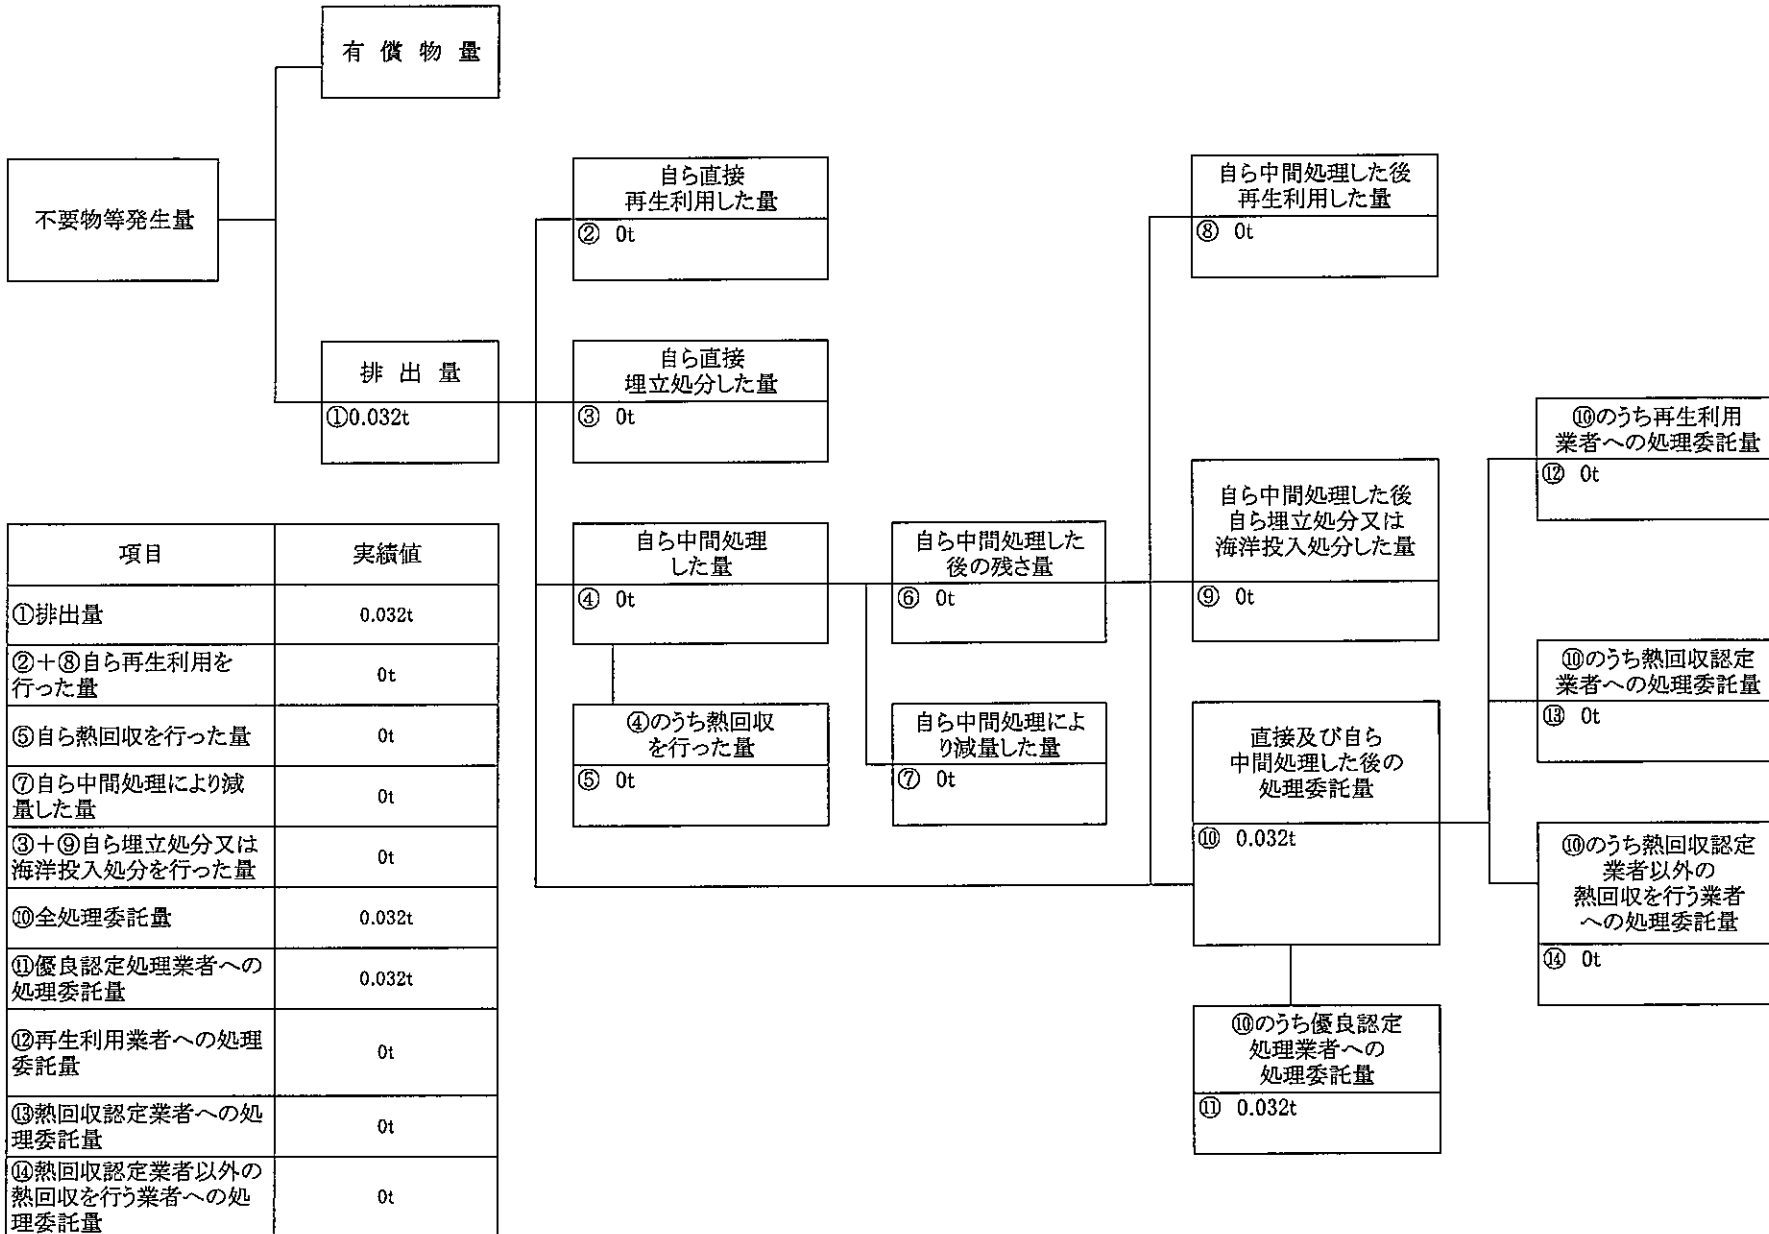 有 償 物 量
不要物等発生量
排 出 量
①0.032t
自ら直接
再生利用した量
② 0t
自ら直接
埋立処分した量
③ 0t
自ら中間処理
した量
④ 0t
④のうち熱回収
を行った量
⑤ 0t
自ら中間処理した
後の残さ量
⑥ 0t
自ら中間処理によ
り減量した量
⑦ 0t
自ら中間処理した後
再生利用した量
⑧ 0t
自ら中間処理した後
自ら埋立処分又は
海洋投入処分した量
⑨ 0t
直接及び自ら
中間処理した後の
処理委託量
⑩ 0.032t
⑩のうち優良認定
処理業者への
処理委託量
⑪ 0.032t
⑩のうち再生利用
業者への処理委託量
⑫ 0t
⑩のうち熱回収認定
業者への処理委託量
⑬ 0t
⑩のうち熱回収認定
業者以外の
熱回収を行う業者
への処理委託量
⑭ 0t
項目 実績値
①排出量 0.032t
②+⑧自ら再生利用を
行った量 0t
⑤自ら熱回収を行った量 0t
⑦自ら中間処理により減
量した量 0t
③+⑨自ら埋立処分又は
海洋投入処分を行った量 0t
⑩全処理委託量 0.032t
⑪優良認定処理業者への
処理委託量 0.032t
⑫再生利用業者への処理
委託量 0t
⑬熱回収認定業者への処
理委託量 0t
⑭熱回収認定業者以外の
熱回収を行う業者への処
理委託量 0t